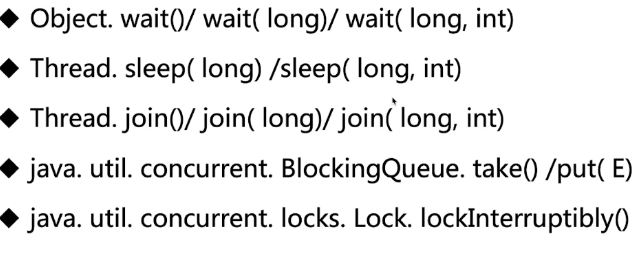 ◆ Object. wait()/ wait( long)/ wait( long, int)
◆ Thread. sleep( long) /sleep( long, int)
◆ Thread. join()/ join( long)/ join( long, int)
◆ java. util. concurrent. BlockingQueue. take() /put( E)
◆ java. util. concurrent. locks. Lock. lockInterruptibly()